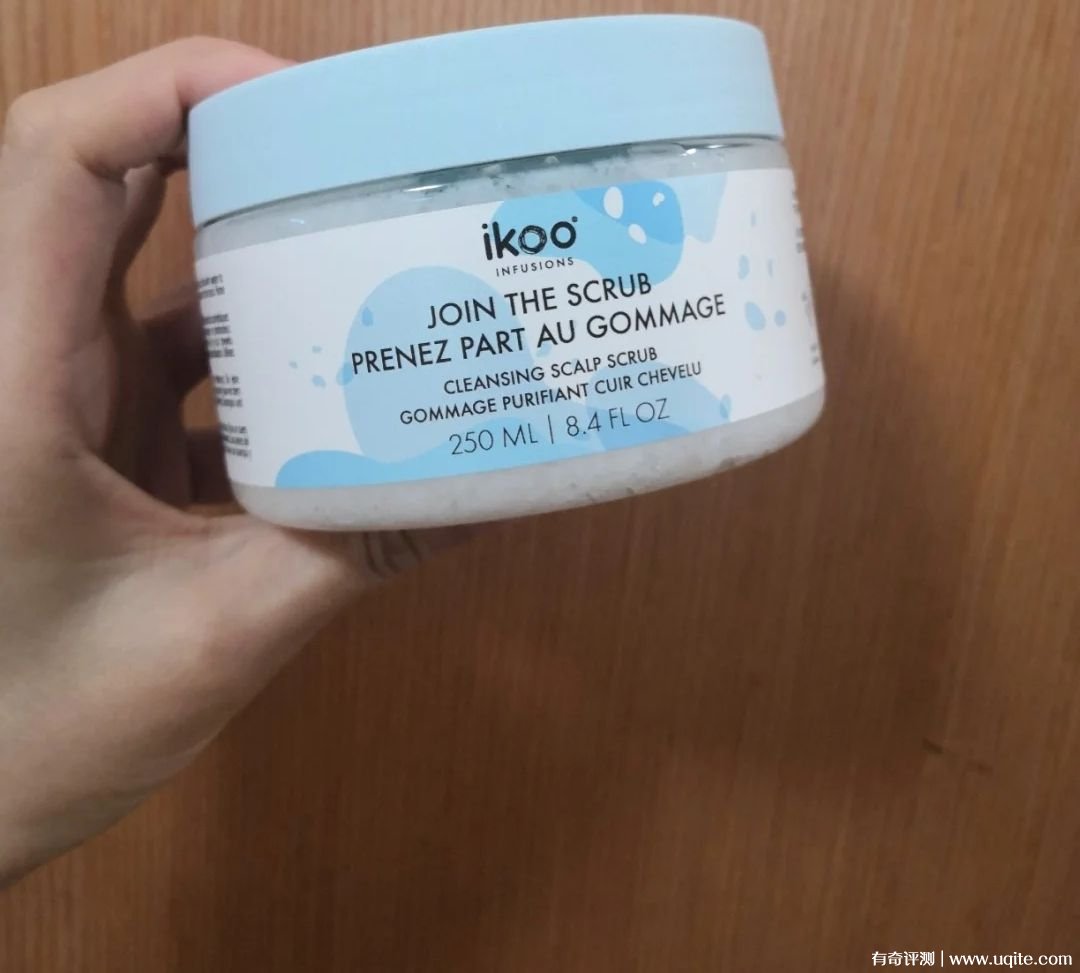 ikoo
INFUSIONS
JOIN THE SCRUB
PRENEZ PART AU GOMMAGE
CLEANSING SCALP SCRUB
GOMMAGE PURIFIANT CUIR CHEVELU
250 ML | 8.4 FL OZ
有奇评测 | www.uqite.com